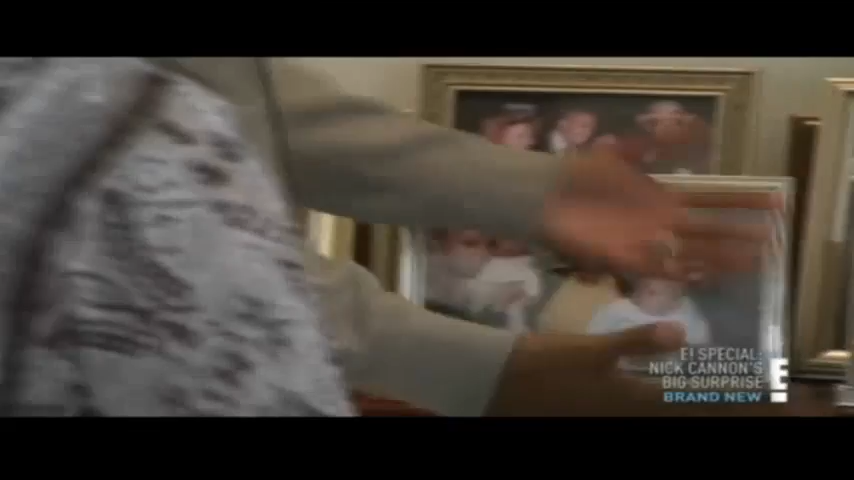 E! SPECIAL:
NICK CANNON'S
BIG SURPRISE
BRAND NEW
E!